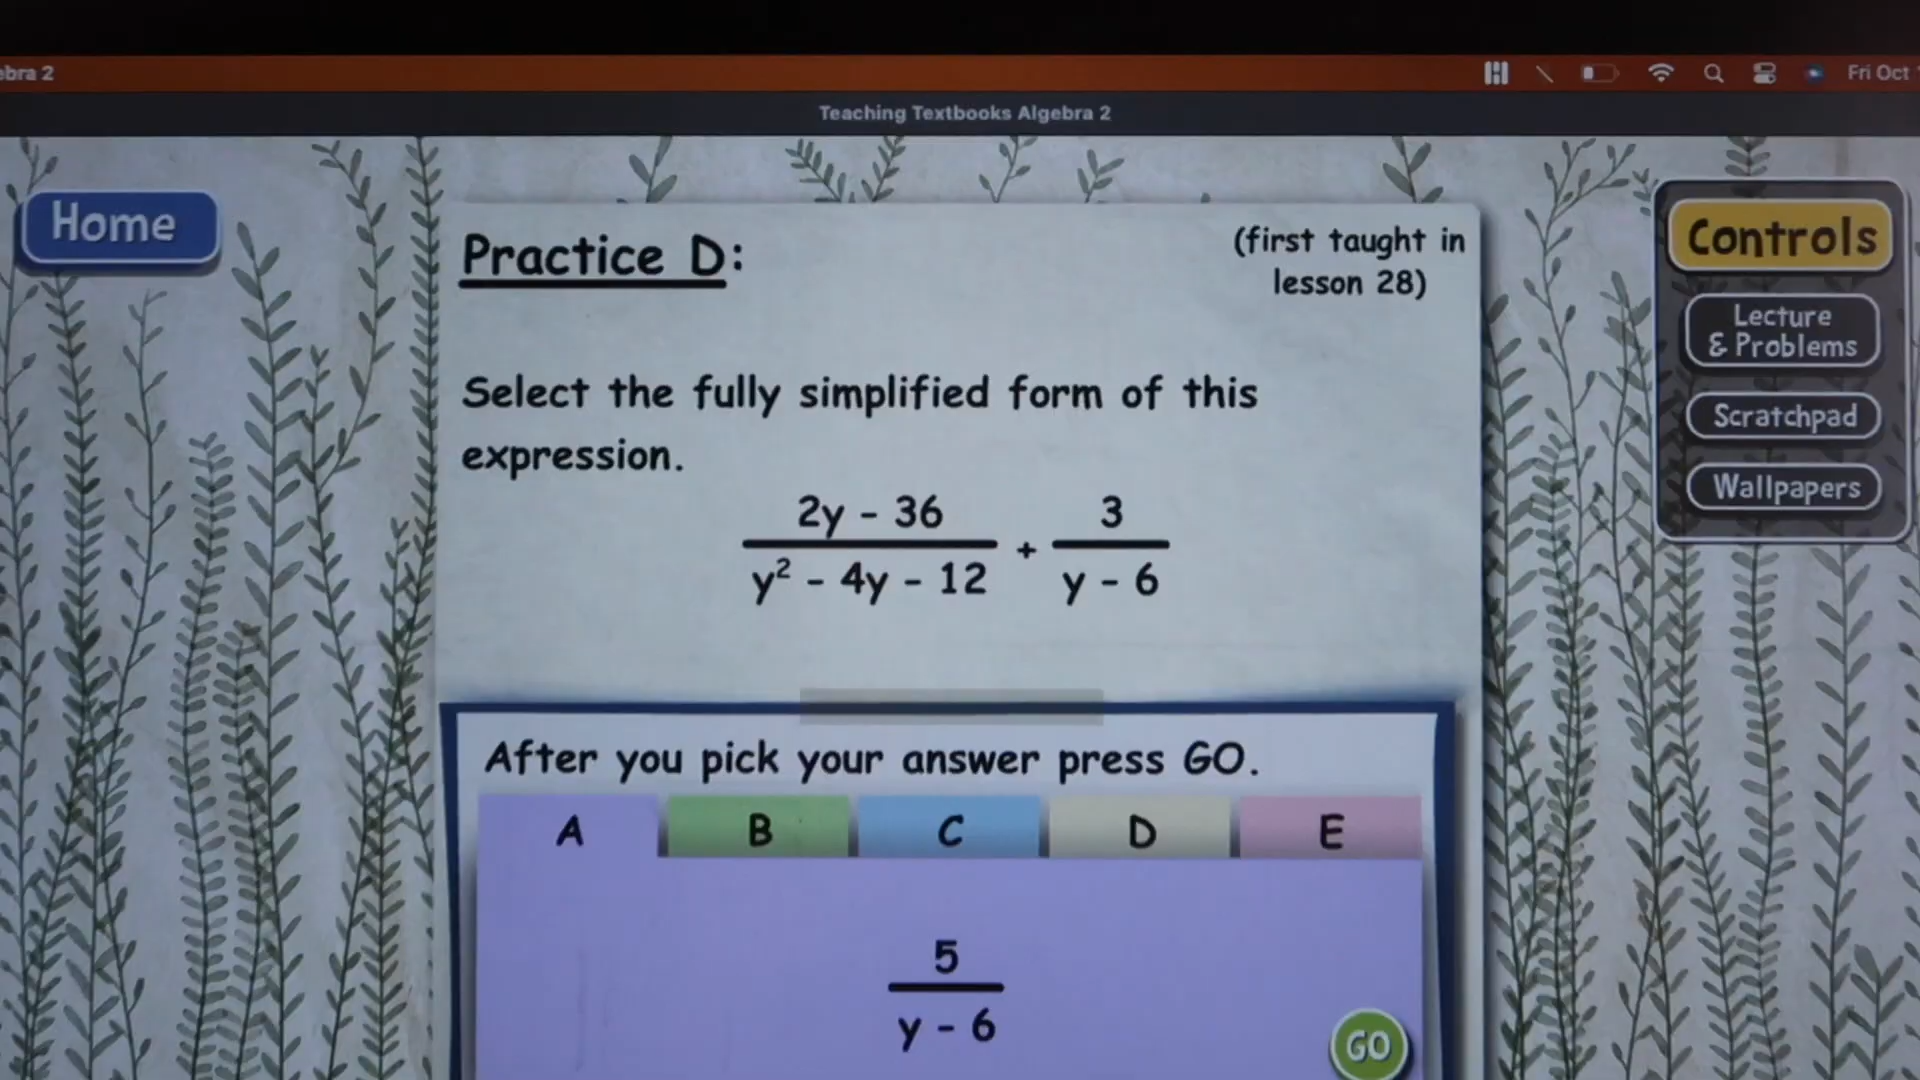 ebra 2
Fri Oct
Teaching Textbooks Algebra 2
Home
Practice D:
(first taught in
lesson 28)
Controls
Lecture
& Problems
Scratchpad
Wallpapers
Select the fully simplified form of this
expression.
2y - 36
y² - 4y - 12
+
3
y - 6
After you pick your answer press GO.
A B C D E
5
y - 6
GO